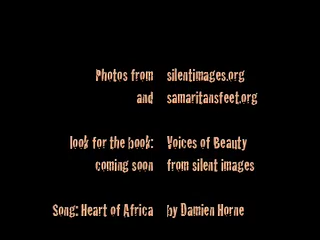 Photos from silentimages.org
and samaritansfeet.org
look for the book: Voices of Beauty
coming soon from silent images
Song: Heart of Africa by Damien Horne